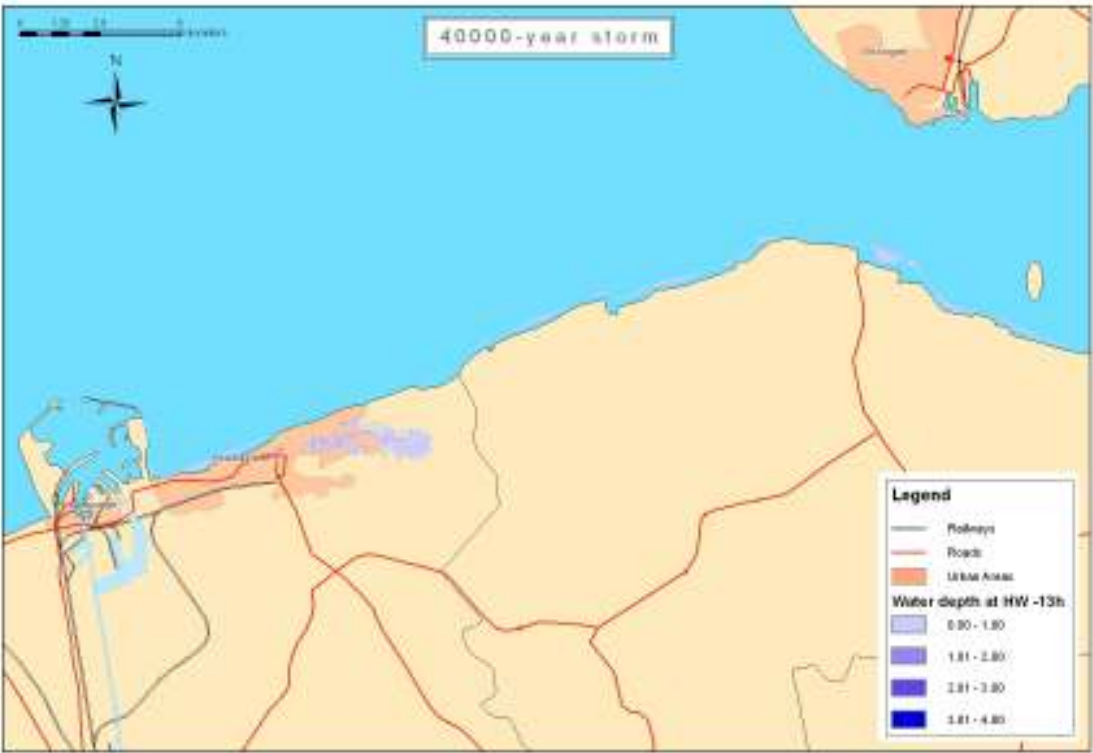 40000-year storm
N
Legend
Railways
Roads
Urban Areas
Water depth at HW -13h
0.00 - 1.00
1.01 - 2.00
2.01 - 3.00
3.01 - 4.00